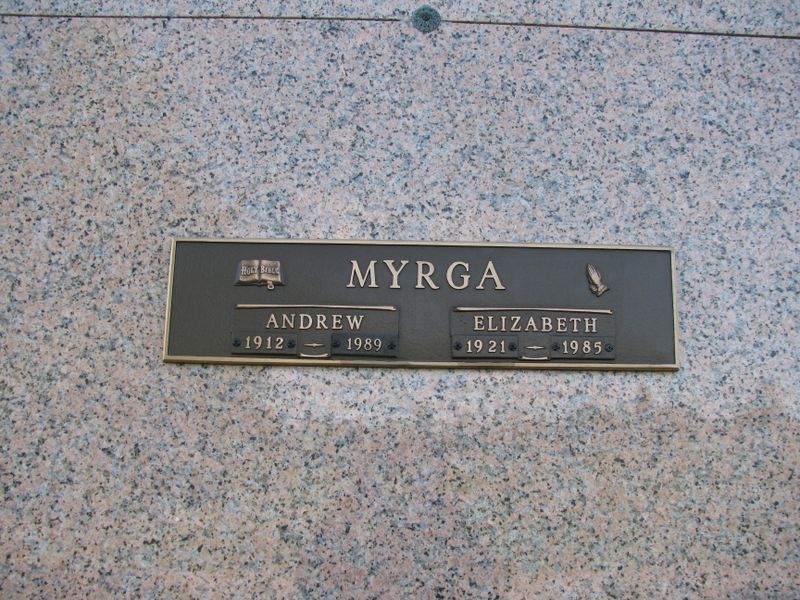 HOLY BIBLE
MYRGA
ANDREW
1912 — 1989
ELIZABETH
1921 — 1985